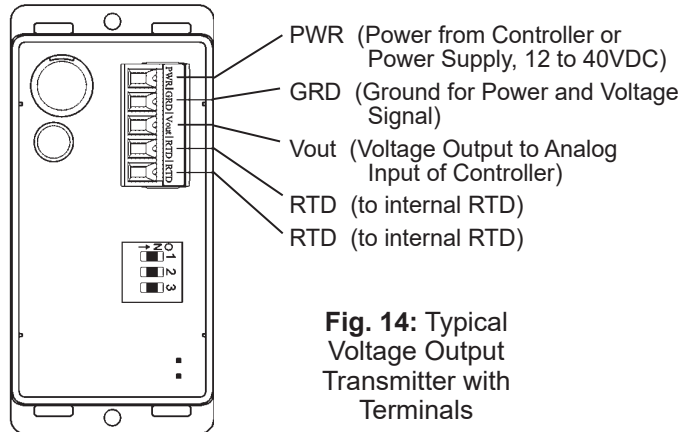 PWR (Power from Controller or
Power Supply, 12 to 40VDC)
GRD (Ground for Power and Voltage
Signal)
Vout (Voltage Output to Analog
Input of Controller)
RTD (to internal RTD)
RTD (to internal RTD)
PWR|GRD|Vout|RTD|RTD
ON ↑
1 2 3
Fig. 14: Typical
Voltage Output
Transmitter with
Terminals